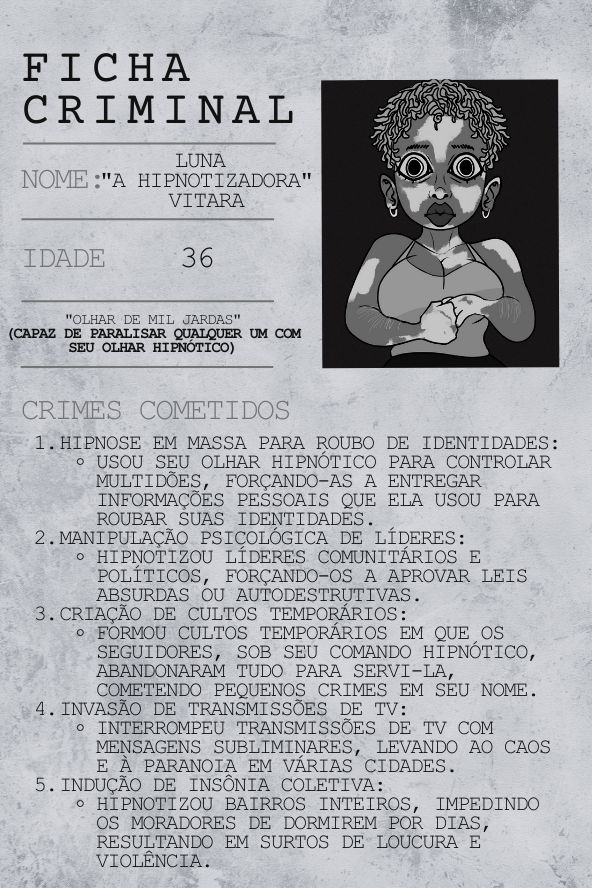 FICHA
CRIMINAL
LUNA
NOME:"A HIPNOTIZADORA"
VITARA
IDADE 36
"OLHAR DE MIL JARDAS"
(CAPAZ DE PARALISAR QUALQUER UM COM
SEU OLHAR HIPNÓTICO)
CRIMES COMETIDOS
1.HIPNOSE EM MASSA PARA ROUBO DE IDENTIDADES:
◦ USOU SEU OLHAR HIPNÓTICO PARA CONTROLAR
MULTIDÕES, FORÇANDO-AS A ENTREGAR
INFORMAÇÕES PESSOAIS QUE ELA USOU PARA
ROUBAR SUAS IDENTIDADES.
2.MANIPULAÇÃO PSICOLÓGICA DE LÍDERES:
◦ HIPNOTIZOU LÍDERES COMUNITÁRIOS E
POLÍTICOS, FORÇANDO-OS A APROVAR LEIS
ABSURDAS OU AUTODESTRUTIVAS.
3.CRIAÇÃO DE CULTOS TEMPORÁRIOS:
◦ FORMOU CULTOS TEMPORÁRIOS EM QUE OS
SEGUIDORES, SOB SEU COMANDO HIPNÓTICO,
ABANDONARAM TUDO PARA SERVI-LA,
COMETENDO PEQUENOS CRIMES EM SEU NOME.
4.INVASÃO DE TRANSMISSÕES DE TV:
◦ INTERROMPEU TRANSMISSÕES DE TV COM
MENSAGENS SUBLIMINARES, LEVANDO AO CAOS
E À PARANOIA EM VÁRIAS CIDADES.
5.INDUÇÃO DE INSÔNIA COLETIVA:
◦ HIPNOTIZOU BAIRROS INTEIROS, IMPEDINDO
OS MORADORES DE DORMIREM POR DIAS,
RESULTANDO EM SURTOS DE LOUCURA E
VIOLÊNCIA.